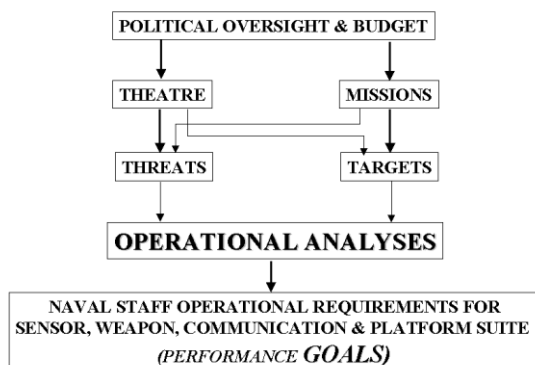 POLITICAL OVERSIGHT & BUDGET
THEATRE
MISSIONS
THREATS
TARGETS
OPERATIONAL ANALYSES
NAVAL STAFF OPERATIONAL REQUIREMENTS FOR
SENSOR, WEAPON, COMMUNICATION & PLATFORM SUITE
(PERFORMANCE GOALS)